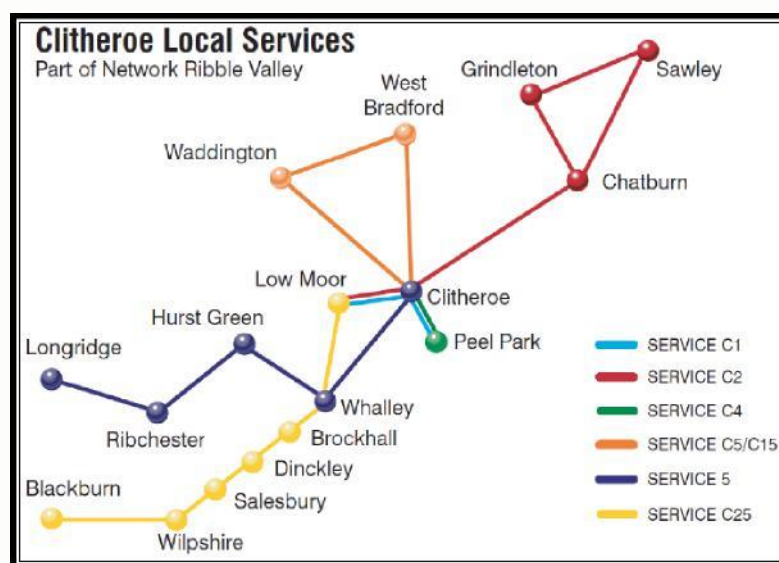 Clitheroe Local Services
Part of Network Ribble Valley
West
Bradford
Grindleton
Sawley
Waddington
Chatburn
Low Moor
Clitheroe
Hurst Green
Peel Park
Longridge
Whalley
Ribchester
Brockhall
Dinckley
Blackburn
Salesbury
Wilpshire
SERVICE C1
SERVICE C2
SERVICE C4
SERVICE C5/C15
SERVICE 5
SERVICE C25